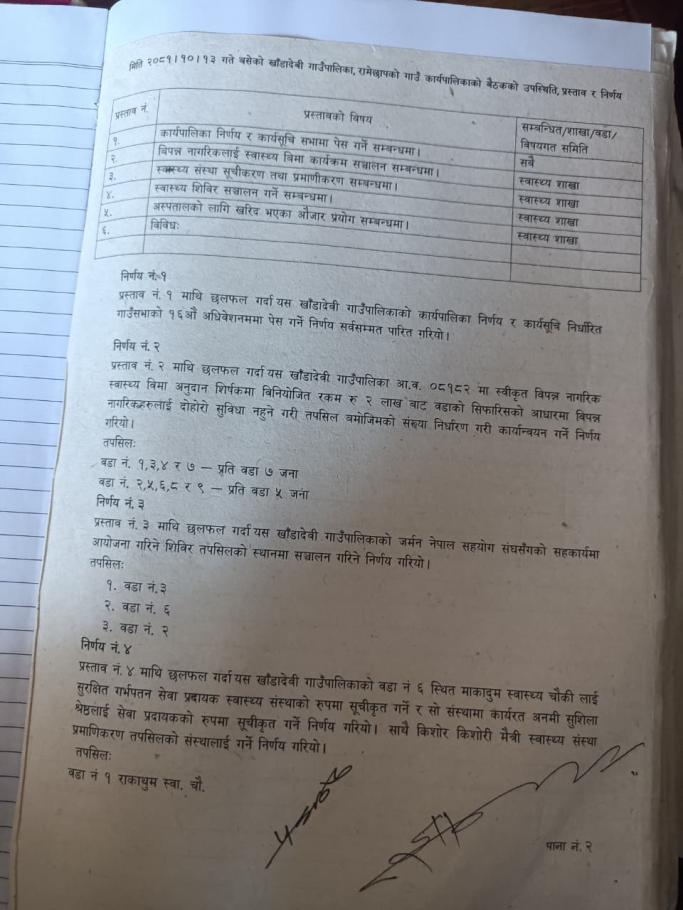 मिति २०८१।१०।१३ गते बसेको खाँडादेवी गाउँपालिका, रामेछापको गाउँ कार्यपालिकाको बैठकको उपस्थिति, प्रस्ताव र निर्णय
प्रस्ताव नं. प्रस्तावको विषय सम्बन्धित/शाखा/वडा/
विषयगत समिति
१. कार्यपालिका निर्णय र कार्यसूचि सभामा पेस गर्ने सम्बन्धमा। सबै
२. विपन्न नागरिकलाई स्वास्थ्य विमा कार्यकम सञ्चालन सम्बन्धमा। स्वास्थ्य शाखा
३. स्वास्थ्य संस्था सूचीकरण तथा प्रमाणीकरण सम्बन्धमा। स्वास्थ्य शाखा
४. स्वास्थ्य शिविर सञ्चालन गर्ने सम्बन्धमा। स्वास्थ्य शाखा
५. अस्पतालको लागि खरिद भएका औजार प्रयोग सम्बन्धमा। स्वास्थ्य शाखा
६. विविधः
निर्णय नं.१
प्रस्ताव नं. १ माथि छलफल गर्दा यस खाँडादेवी गाउँपालिकाको कार्यपालिका निर्णय र कार्यसूचि निर्धारित
गाउँसभाको १६औ अधिवेशनममा पेस गर्ने निर्णय सर्वसम्मत पारित गरियो।
निर्णय नं. २
प्रस्ताव नं. २ माथि छलफल गर्दा यस खाँडादेवी गाउँपालिका आ.व. ०८१८२ मा स्वीकृत विपन्न नागरिक
स्वास्थ्य विमा अनुदान शिर्षकमा विनियोजित रकम रु २ लाख बाट वडाको सिफारिसको आधारमा विपन्न
नागरिकहरुलाई दोहोरो सुविधा नहुने गरी तपसिल बमोजिमको संख्या निर्धारण गरी कार्यान्वयन गर्ने निर्णय
गरियो।
तपसिलः
वडा नं. १,३,४ र ७ – प्रति वडा ७ जना
वडा नं. २,५,६,८ र ९ – प्रति वडा ५ जना
निर्णय नं. ३
प्रस्ताव नं. ३ माथि छलफल गर्दा यस खाँडादेवी गाउँपालिकाको जर्मन नेपाल सहयोग संघसँगको सहकार्यमा
आयोजना गरिने शिविर तपसिलको स्थानमा सञ्चालन गरिने निर्णय गरियो।
तपसिलः
१. वडा नं.३
२. वडा नं. ६
३. वडा नं. २
निर्णय नं.४
प्रस्ताव नं. ४ माथि छलफल गर्दा यस खाँडादेवी गाउँपालिकाको वडा नं ६ स्थित माकादुम स्वास्थ्य चौकी लाई
सुरक्षित गर्भपतन सेवा प्रदायक स्वास्थ्य संस्थाको रुपमा सूचीकृत गर्ने र सो संस्थामा कार्यरत अनमी सुशिला
श्रेष्ठलाई सेवा प्रदायकको रुपमा सूचीकृत गर्ने निर्णय गरियो। साथै किशोर किशोरी मैत्री स्वास्थ्य संस्था
प्रमाणिकरण तपसिलको संस्थालाई गर्ने निर्णय गरियो।
तपसिलः
वडा नं १ राकाथुम स्वा. चौ.
पाना नं. २